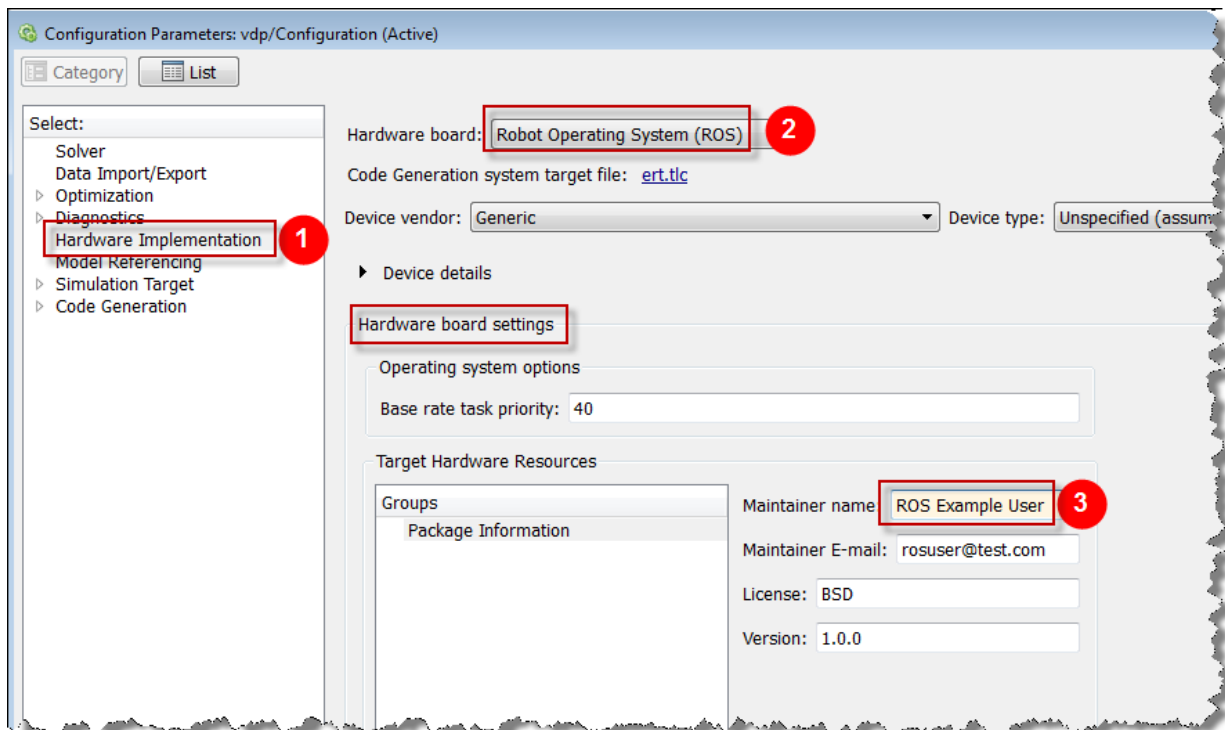 Configuration Parameters: vdp/Configuration (Active)
Category List
Select:
Solver
Data Import/Export
Optimization
Diagnostics
Hardware Implementation
1
Model Referencing
Simulation Target
Code Generation
Hardware board: Robot Operating System (ROS)
2
Code Generation system target file: ert.tlc
Device vendor: Generic Device type: Unspecified (assum
Device details
Hardware board settings
Operating system options
Base rate task priority: 40
Target Hardware Resources
Groups
Package Information
Maintainer name ROS Example User
3
Maintainer E-mail: rosuser@test.com
License: BSD
Version: 1.0.0